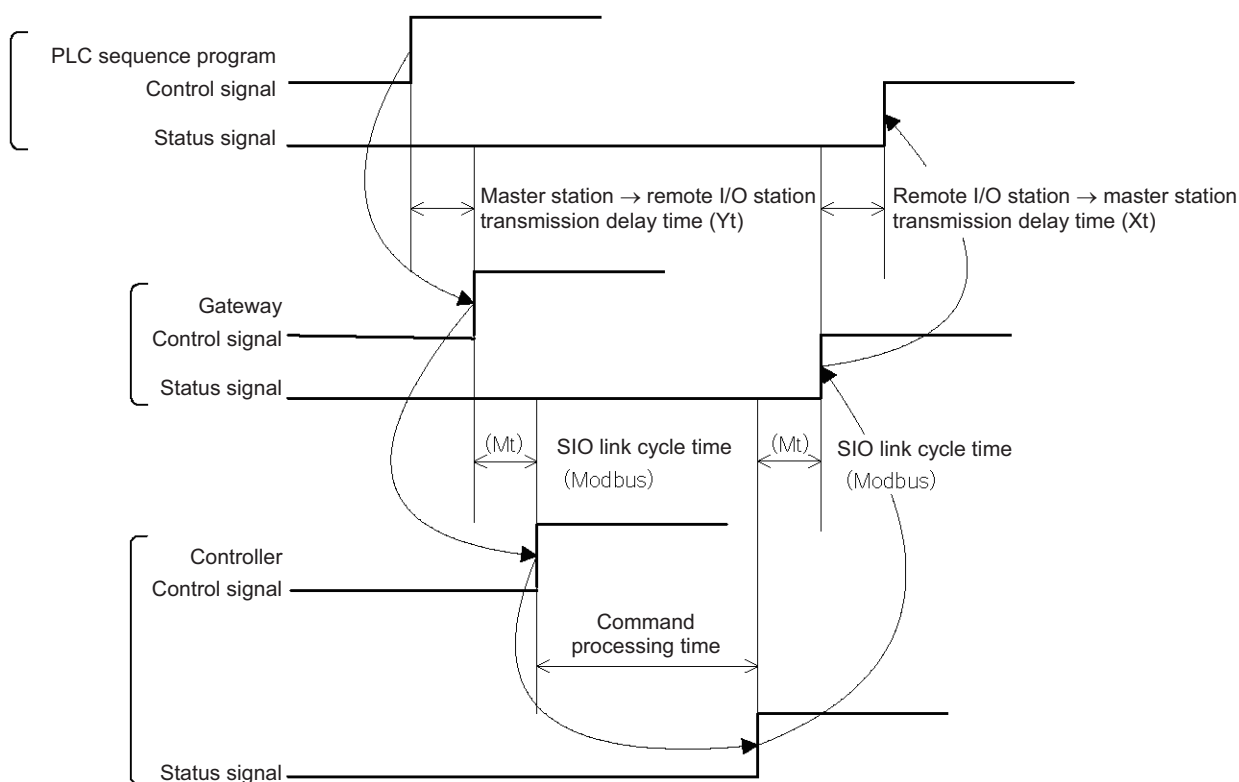 PLC sequence program
Control signal
Status signal
Master station → remote I/O station
transmission delay time (Yt)
Remote I/O station → master station
transmission delay time (Xt)
Gateway
Control signal
Status signal
(Mt)
SIO link cycle time
(Modbus)
(Mt)
SIO link cycle time
(Modbus)
Controller
Control signal
Command
processing time
Status signal